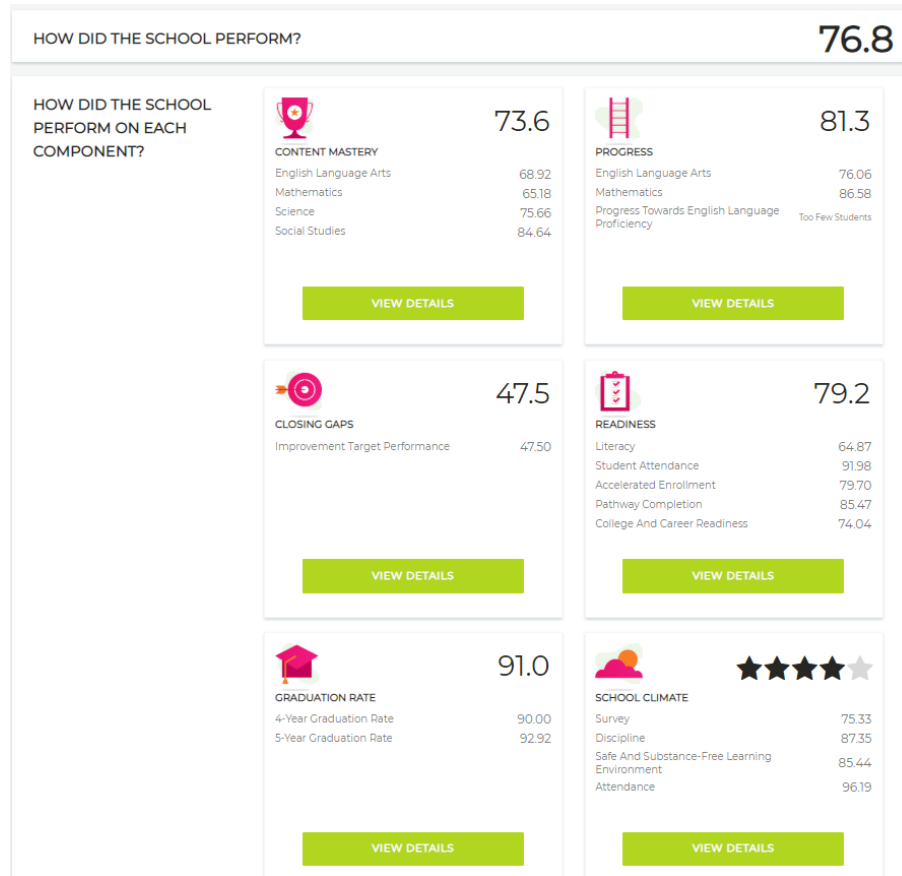 HOW DID THE SCHOOL PERFORM?
76.8
HOW DID THE SCHOOL
PERFORM ON EACH
COMPONENT?
73.6
CONTENT MASTERY
English Language Arts 68.92
Mathematics 65.18
Science 75.66
Social Studies 84.64
VIEW DETAILS
81.3
PROGRESS
English Language Arts 76.06
Mathematics 86.58
Progress Towards English Language
Proficiency
Too Few Students
VIEW DETAILS
47.5
CLOSING GAPS
Improvement Target Performance 47.50
VIEW DETAILS
79.2
READINESS
Literacy 64.87
Student Attendance 91.98
Accelerated Enrollment 79.70
Pathway Completion 85.47
College And Career Readiness 74.04
VIEW DETAILS
91.0
GRADUATION RATE
4-Year Graduation Rate 90.00
5-Year Graduation Rate 92.92
VIEW DETAILS
SCHOOL CLIMATE
Survey 75.33
Discipline 87.35
Safe And Substance-Free Learning
Environment
85.44
Attendance 96.19
VIEW DETAILS